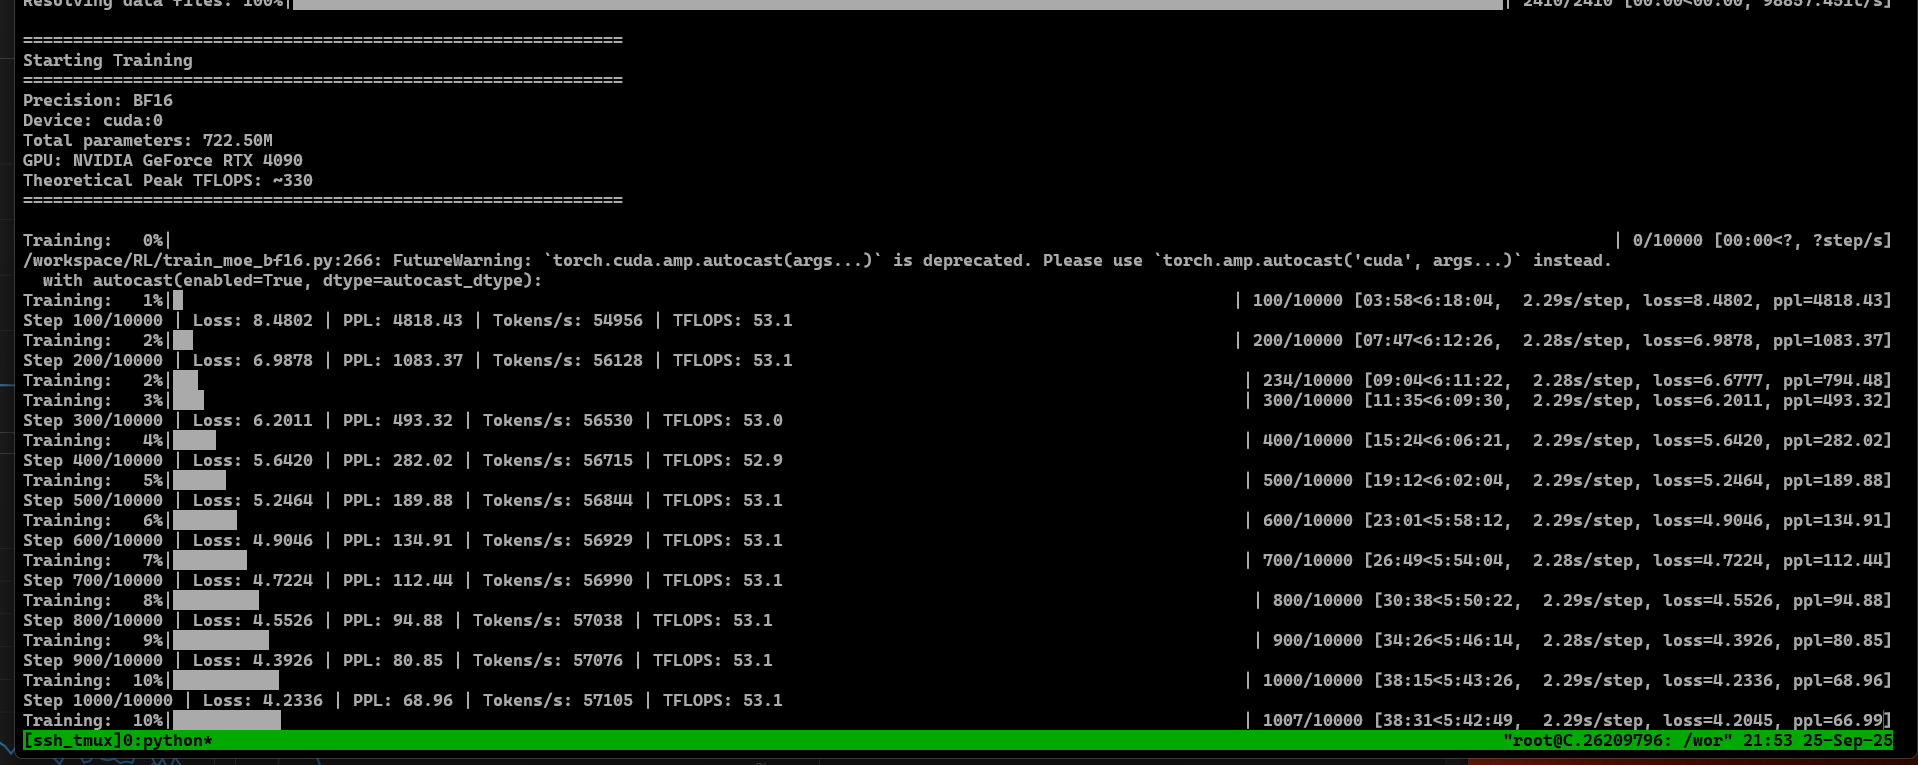 Resolving data files: 100%| | 2410/2410 [00:00<00:00, 98857.45it/s]
============================================================
Starting Training
============================================================
Precision: BF16
Device: cuda:0
Total parameters: 722.50M
GPU: NVIDIA GeForce RTX 4090
Theoretical Peak TFLOPS: ~330
============================================================
Training:   0%| | 0/10000 [00:00<?, ?step/s]
/workspace/RL/train_moe_bf16.py:266: FutureWarning: `torch.cuda.amp.autocast(args...)` is deprecated. Please use `torch.amp.autocast('cuda', args...)` instead.
  with autocast(enabled=True, dtype=autocast_dtype):
Training:   1%| | 100/10000 [03:58<6:18:04,  2.29s/step, loss=8.4802, ppl=4818.43]
Step 100/10000 | Loss: 8.4802 | PPL: 4818.43 | Tokens/s: 54956 | TFLOPS: 53.1
Training:   2%| | 200/10000 [07:47<6:12:26,  2.28s/step, loss=6.9878, ppl=1083.37]
Step 200/10000 | Loss: 6.9878 | PPL: 1083.37 | Tokens/s: 56128 | TFLOPS: 53.1
Training:   2%| | 234/10000 [09:04<6:11:22,  2.28s/step, loss=6.6777, ppl=794.48]
Training:   3%| | 300/10000 [11:35<6:09:30,  2.29s/step, loss=6.2011, ppl=493.32]
Step 300/10000 | Loss: 6.2011 | PPL: 493.32 | Tokens/s: 56530 | TFLOPS: 53.0
Training:   4%| | 400/10000 [15:24<6:06:21,  2.29s/step, loss=5.6420, ppl=282.02]
Step 400/10000 | Loss: 5.6420 | PPL: 282.02 | Tokens/s: 56715 | TFLOPS: 52.9
Training:   5%| | 500/10000 [19:12<6:02:04,  2.29s/step, loss=5.2464, ppl=189.88]
Step 500/10000 | Loss: 5.2464 | PPL: 189.88 | Tokens/s: 56844 | TFLOPS: 53.1
Training:   6%| | 600/10000 [23:01<5:58:12,  2.29s/step, loss=4.9046, ppl=134.91]
Step 600/10000 | Loss: 4.9046 | PPL: 134.91 | Tokens/s: 56929 | TFLOPS: 53.1
Training:   7%| | 700/10000 [26:49<5:54:04,  2.28s/step, loss=4.7224, ppl=112.44]
Step 700/10000 | Loss: 4.7224 | PPL: 112.44 | Tokens/s: 56990 | TFLOPS: 53.1
Training:   8%| | 800/10000 [30:38<5:50:22,  2.29s/step, loss=4.5526, ppl=94.88]
Step 800/10000 | Loss: 4.5526 | PPL: 94.88 | Tokens/s: 57038 | TFLOPS: 53.1
Training:   9%| | 900/10000 [34:26<5:46:14,  2.28s/step, loss=4.3926, ppl=80.85]
Step 900/10000 | Loss: 4.3926 | PPL: 80.85 | Tokens/s: 57076 | TFLOPS: 53.1
Training:  10%| | 1000/10000 [38:15<5:43:26,  2.29s/step, loss=4.2336, ppl=68.96]
Step 1000/10000 | Loss: 4.2336 | PPL: 68.96 | Tokens/s: 57105 | TFLOPS: 53.1
Training:  10%| | 1007/10000 [38:31<5:42:49,  2.29s/step, loss=4.2045, ppl=66.99]
[ssh_tmux]0:python* "root@C.26209796: /wor" 21:53 25-Sep-25